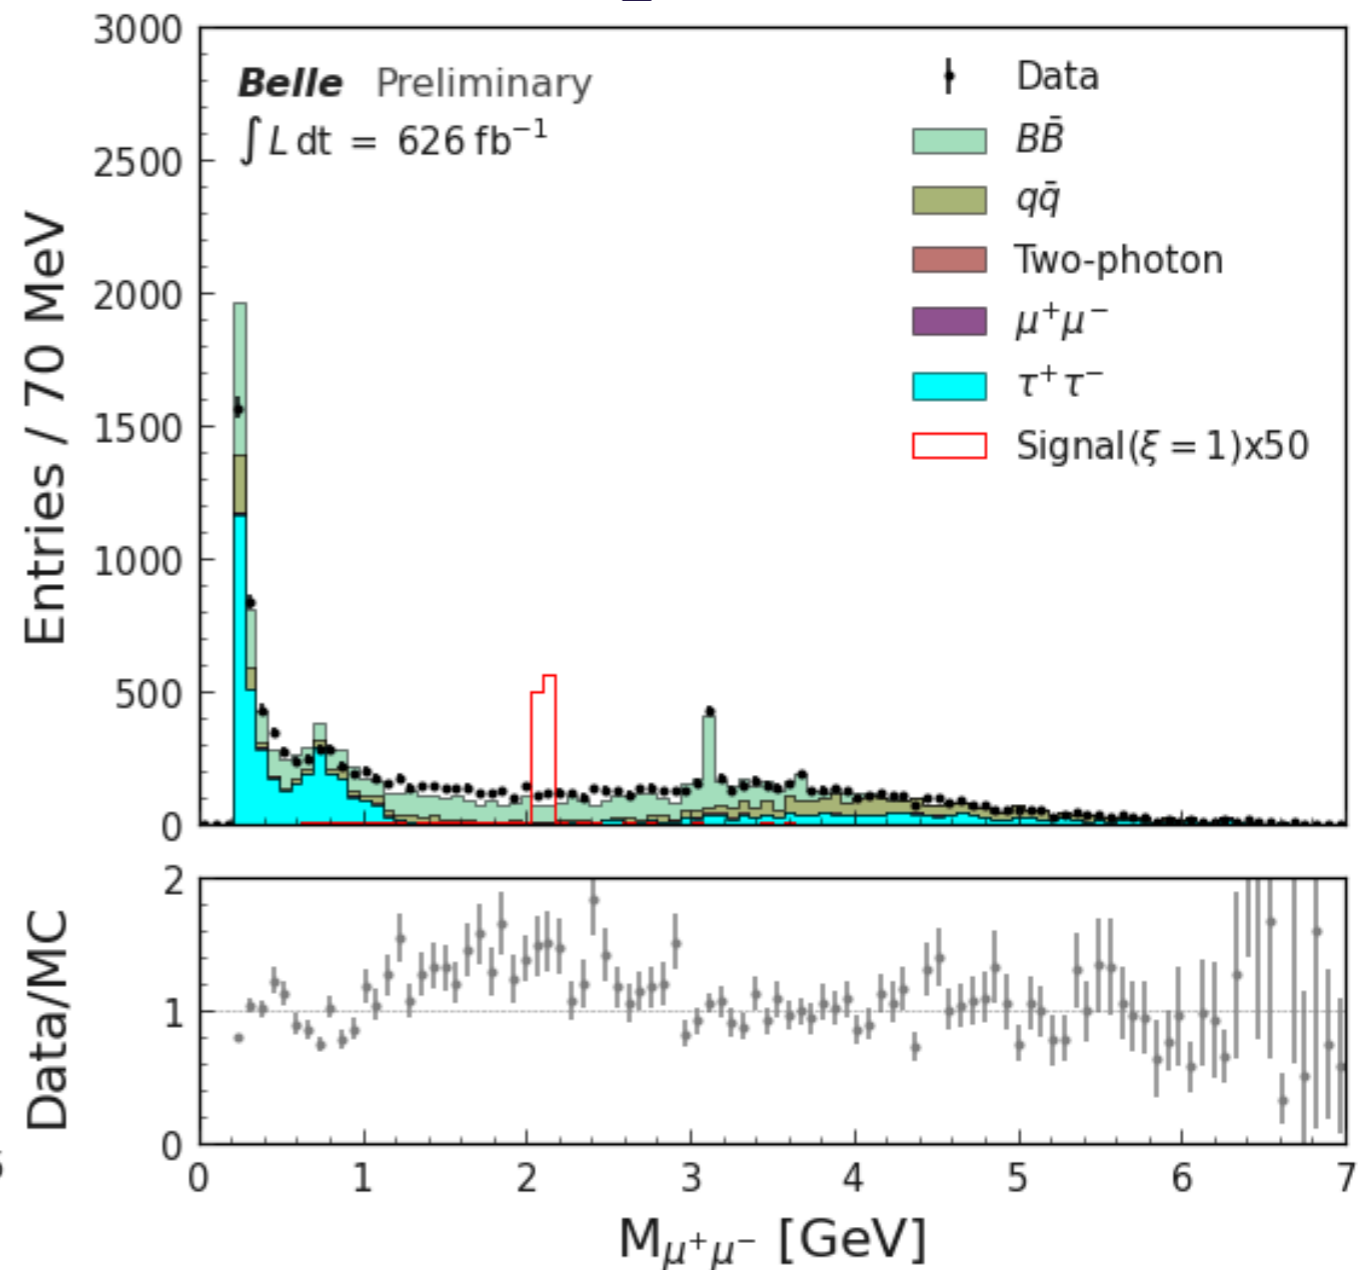 3000
2500
2000
1500
1000
500
0
Entries / 70 MeV
Belle Preliminary
∫ L dt = 626 fb⁻¹
Data
BB̄
qq̄
Two-photon
μ⁺μ⁻
τ⁺τ⁻
Signal(ξ = 1)x50
2
1
0
Data/MC
0 1 2 3 4 5 6 7
M_μ⁺μ⁻ [GeV]